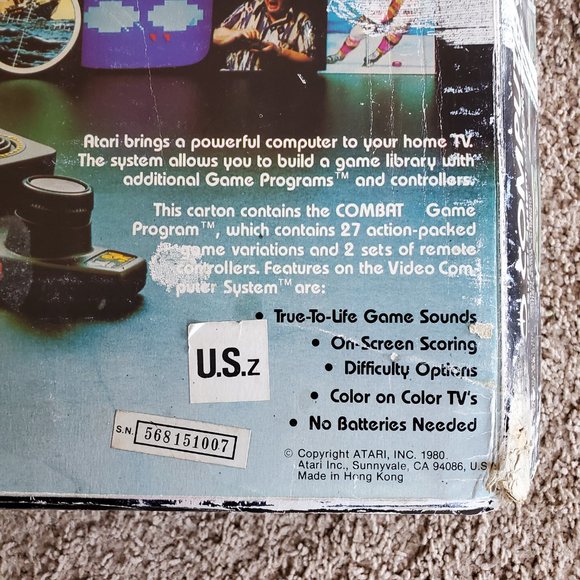 Atari brings a powerful computer to your home TV.
The system allows you to build a game library with
additional Game Programs™ and controllers.
This carton contains the COMBAT Game
Program™, which contains 27 action-packed
game variations and 2 sets of remote
controllers. Features on the Video Com-
puter System™ are:
• True-To-Life Game Sounds
• On-Screen Scoring
• Difficulty Options
• Color on Color TV's
• No Batteries Needed
U.S.z
S.N. 568151007
© Copyright ATARI, INC. 1980
Atari Inc., Sunnyvale, CA 94086, U.S.
Made in Hong Kong